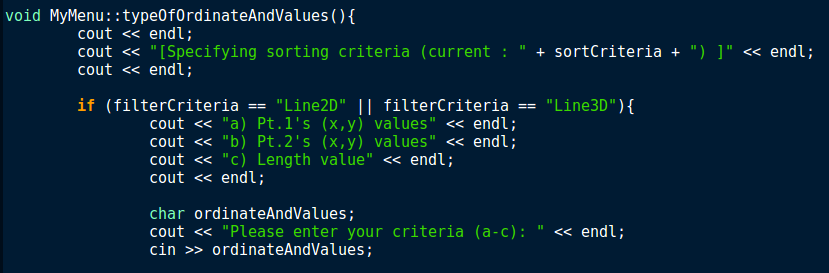 void MyMenu::typeOfOrdinateAndValues(){
        cout << endl;
        cout << "[Specifying sorting criteria (current : " + sortCriteria + ") ]" << endl;
        cout << endl;

        if (filterCriteria == "Line2D" || filterCriteria == "Line3D"){
                cout << "a) Pt.1's (x,y) values" << endl;
                cout << "b) Pt.2's (x,y) values" << endl;
                cout << "c) Length value" << endl;
                cout << endl;

                char ordinateAndValues;
                cout << "Please enter your criteria (a-c): " << endl;
                cin >> ordinateAndValues;